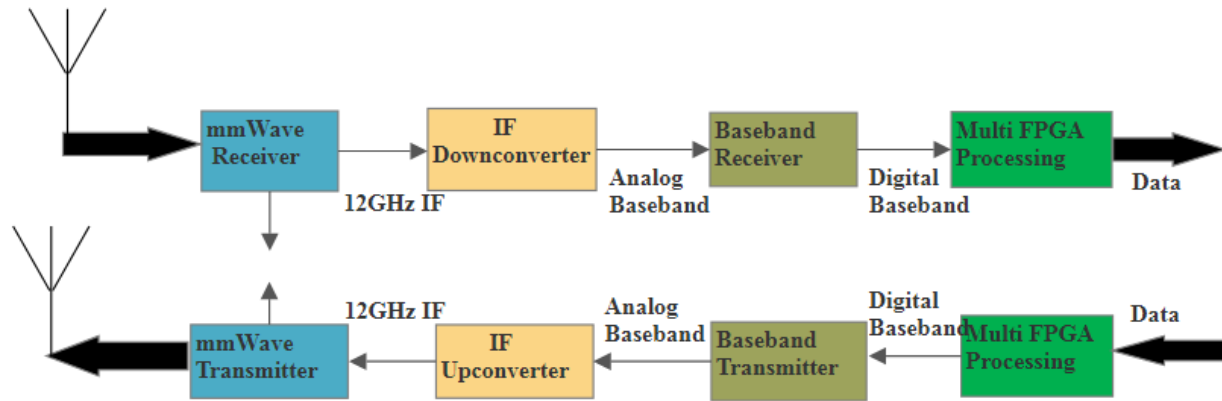 mmWave
Receiver
12GHz IF
IF
Downconverter
Analog
Baseband
Baseband
Receiver
Digital
Baseband
Multi FPGA
Processing
Data
mmWave
Transmitter
12GHz IF
IF
Upconverter
Analog
Baseband
Baseband
Transmitter
Digital
Baseband
Multi FPGA
Processing
Data